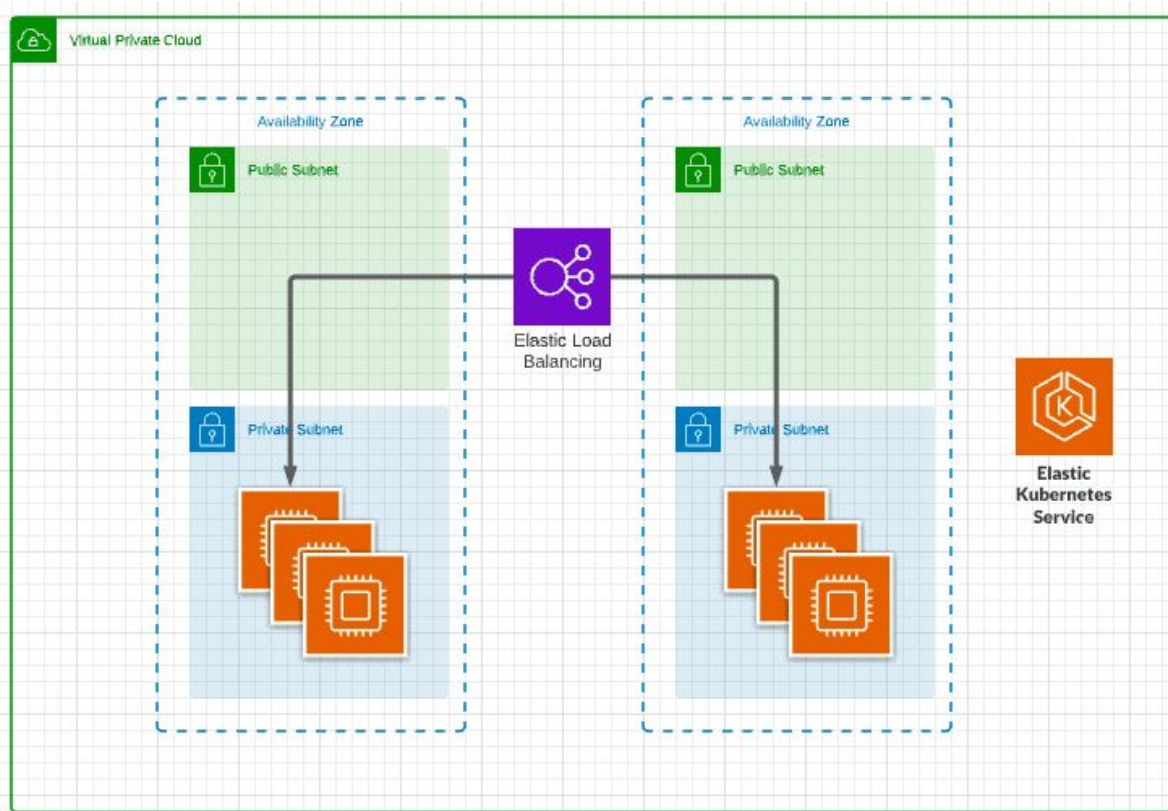 Virtual Private Cloud
Availability Zone
Public Subnet
Private Subnet
Elastic Load
Balancing
Availability Zone
Public Subnet
Private Subnet
Elastic
Kubernetes
Service